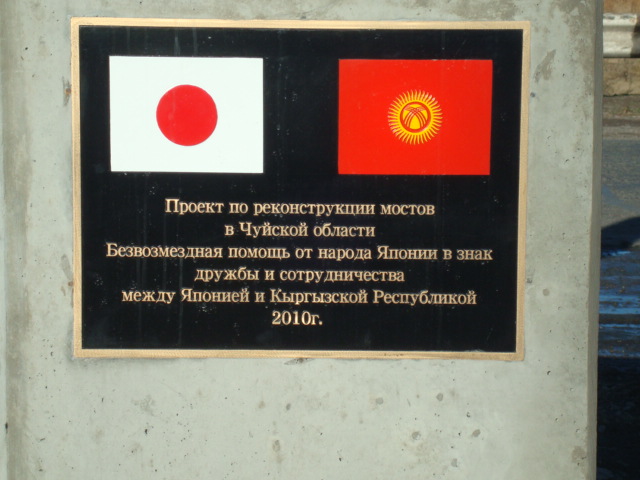 Проект по реконструкции мостов
в Чуйской области
Безвозмездная помощь от народа Японии в знак
дружбы и сотрудничества
между Японией и Кыргызской Республикой
2010г.